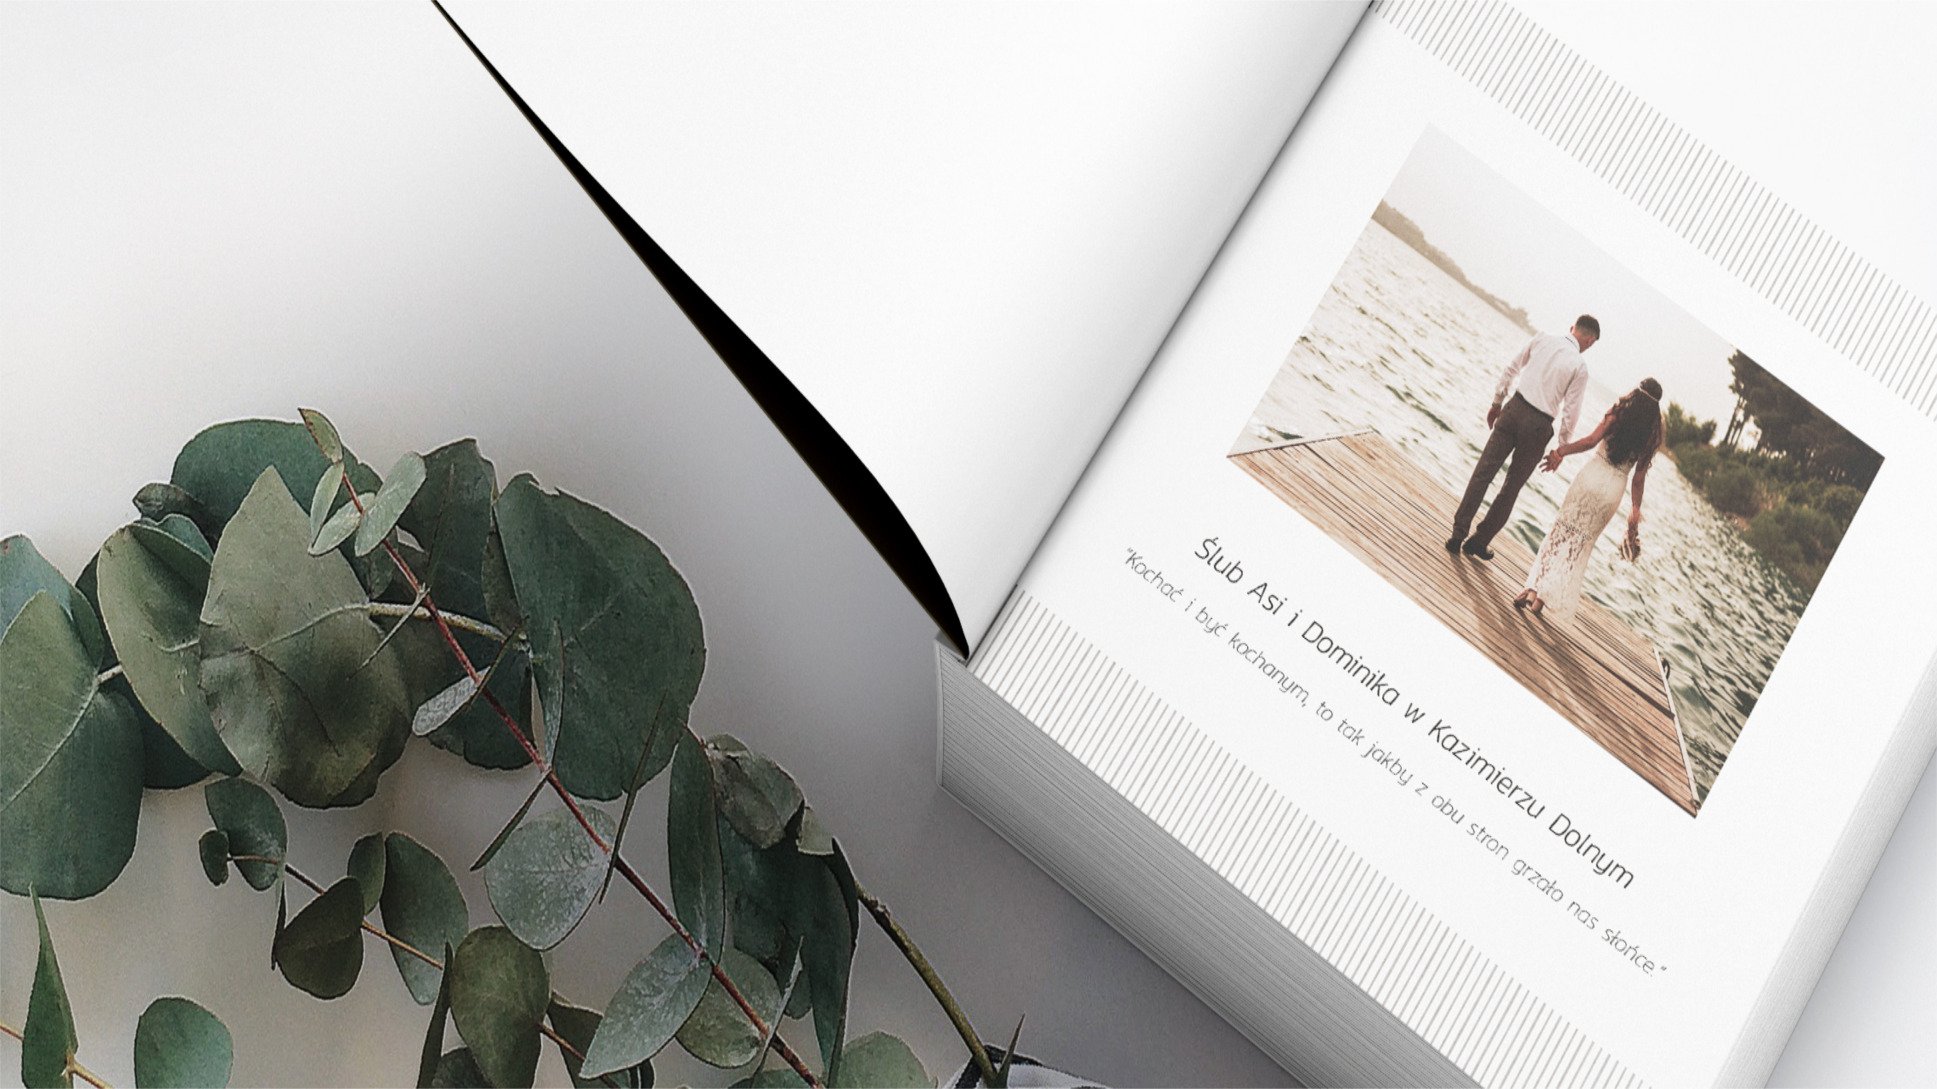 Ślub Asi i Dominika w Kazimierzu Dolnym
"Kochać i być kochanym, to tak jakby z obu stron grzało nas słońce."